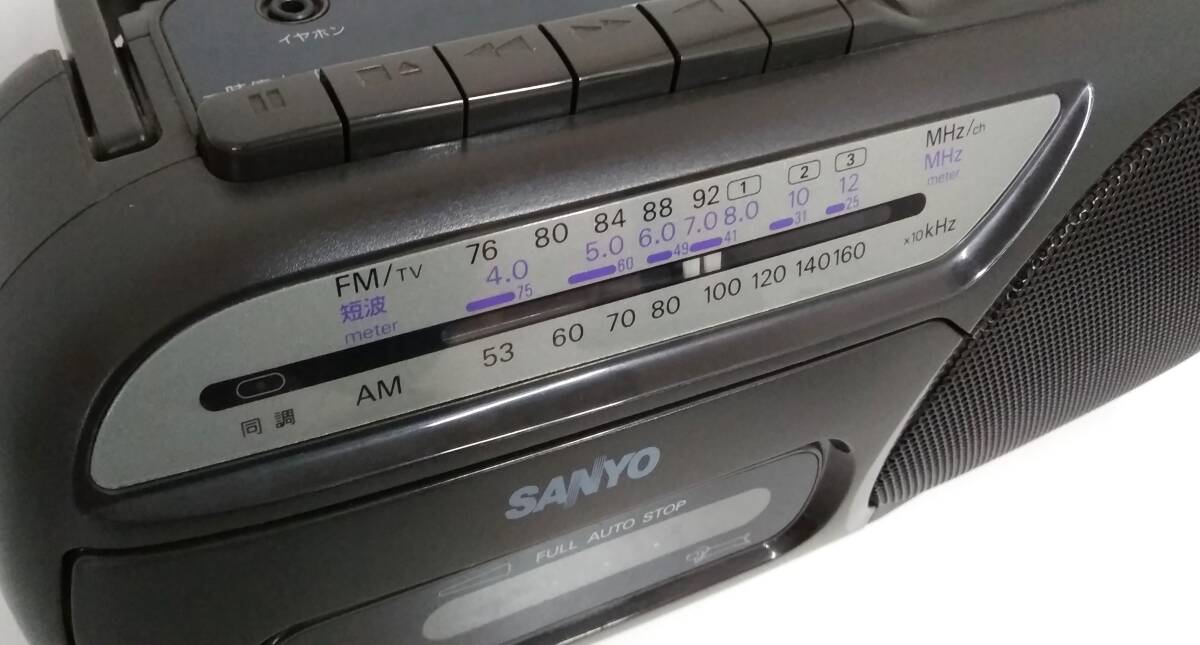 イヤホン
76 80 84 88 92 1 2 3 MHz/ch
FM/TV
4.0 5.0 6.0 7.0 8.0 10 12 MHz
短波
75 60 49 41 31 25 meter
meter
53 60 70 80 100 120 140 160 ×10kHz
AM
同調
SANYO
FULL AUTO STOP